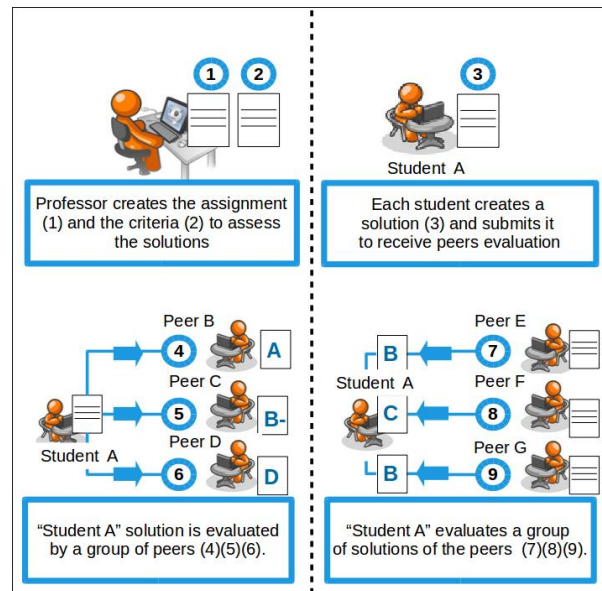 1
2
Professor creates the assignment
(1) and the criteria (2) to assess
the solutions
3
Student A
Each student creates a
solution (3) and submits it
to receive peers evaluation
Peer B
4
A
Peer C
5
B-
Peer D
6
D
Student A
“Student A” solution is evaluated
by a group of peers (4)(5)(6).
Peer E
B
7
Student A
Peer F
C
8
Peer G
B
9
“Student A” evaluates a group
of solutions of the peers (7)(8)(9).